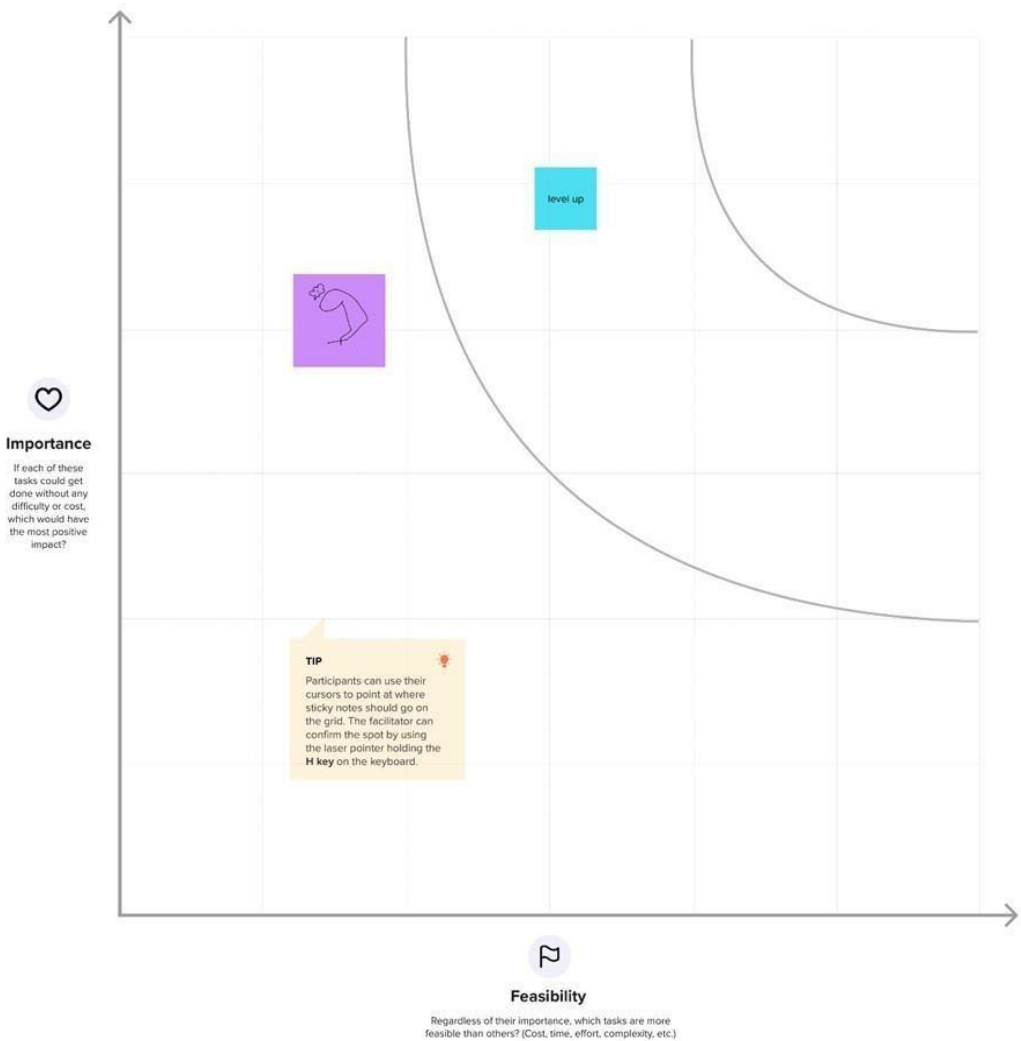 level up
Importance
If each of these
tasks could get
done without any
difficulty or cost,
which would have
the most positive
impact?
TIP
Participants can use their
cursors to point at where
sticky notes should go on
the grid. The facilitator can
confirm the spot by using
the laser pointer holding the
H key on the keyboard.
Feasibility
Regardless of their importance, which tasks are more
feasible than others? (Cost, time, effort, complexity, etc.)